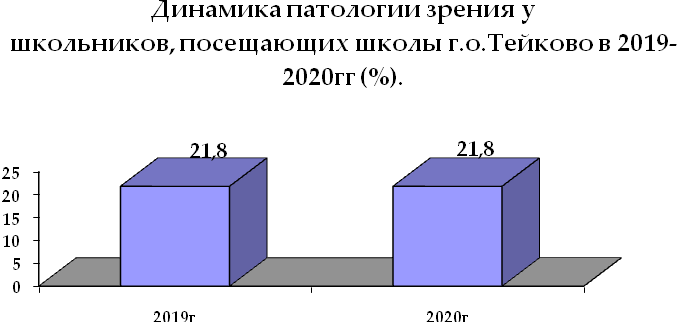 Динамика патологии зрения у
школьников, посещающих школы г.о.Тейково в 2019-
2020гг (%).
21,8
21,8
25
20
15
10
5
0
2019г
2020г